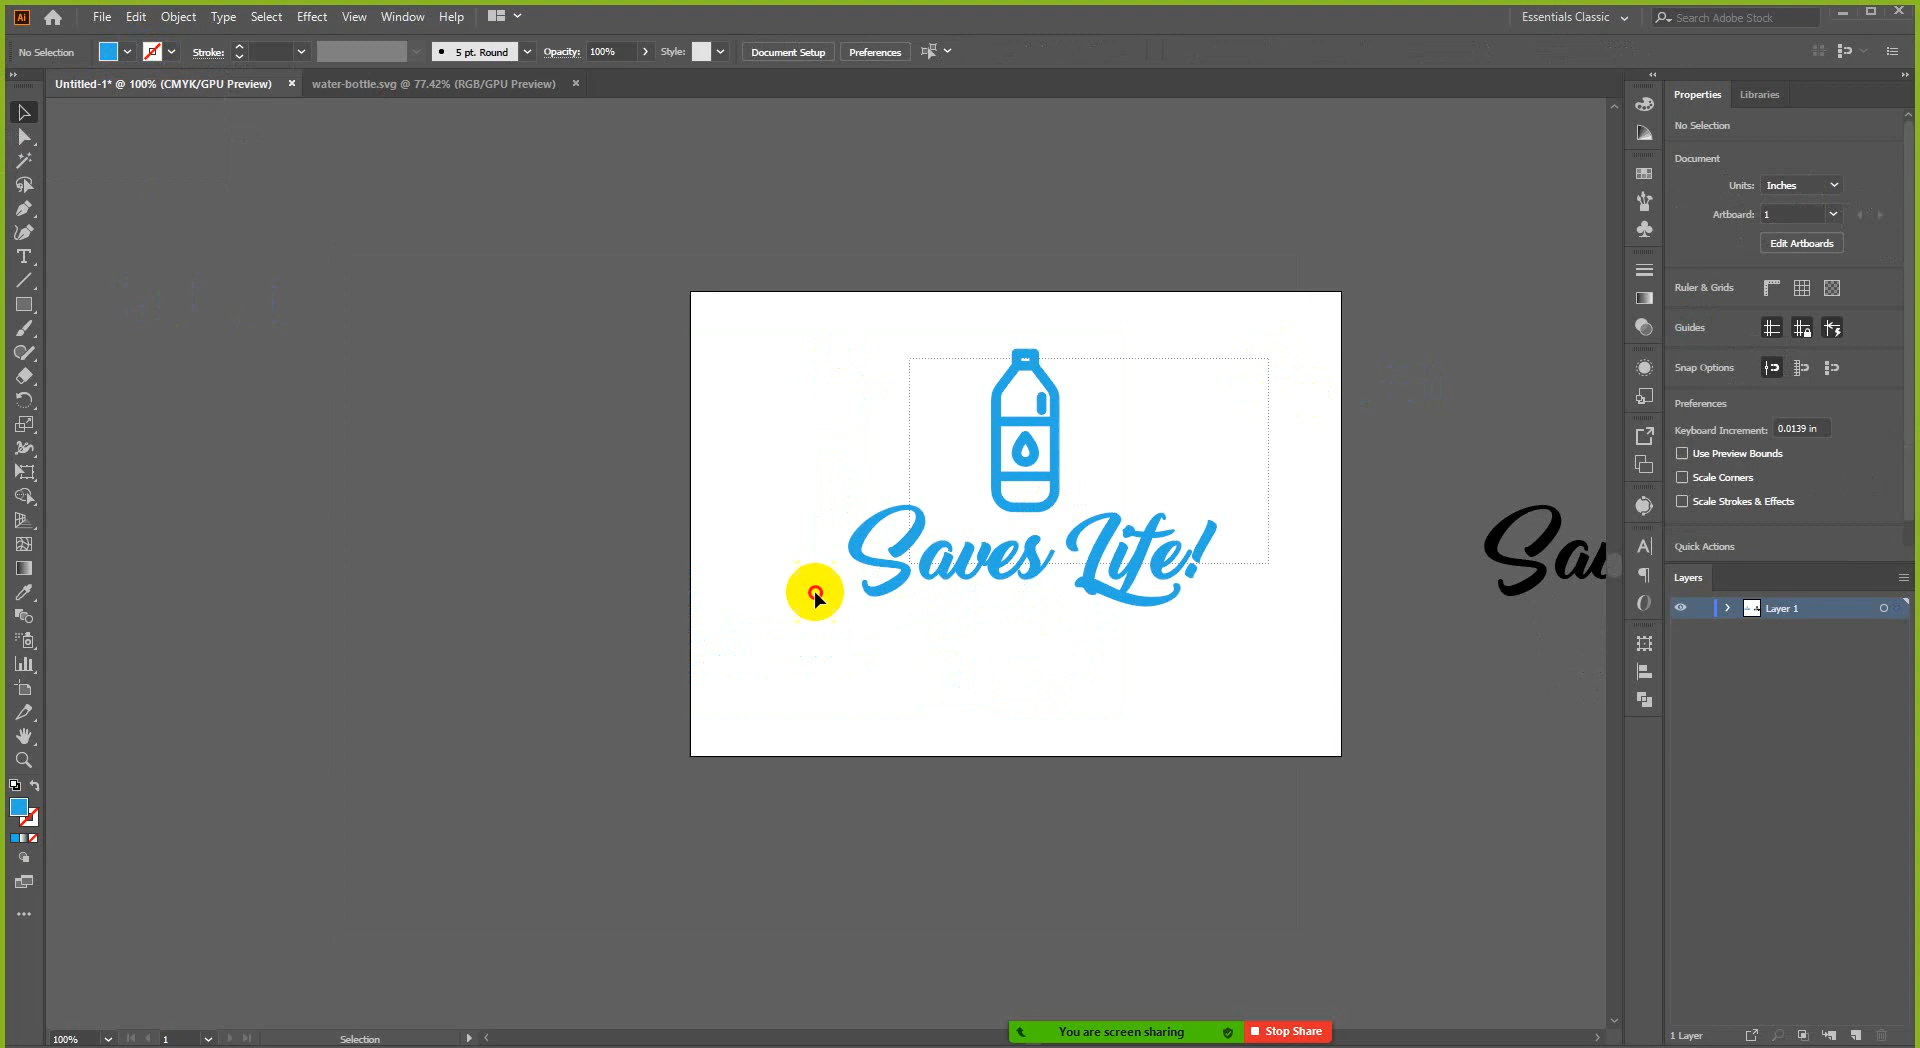 Ai File Edit Object Type Select Effect View Window Help Essentials Classic Search Adobe Stock
No Selection Stroke: 5 pt. Round Opacity: 100% Style: Document Setup Preferences
Untitled-1* @ 100% (CMYK/GPU Preview) × water-bottle.svg @ 77.42% (RGB/GPU Preview) ×
Properties Libraries
No Selection
Document
Units: Inches
Artboard: 1
Edit Artboards
Ruler & Grids
Guides
Snap Options
Preferences
Keyboard Increment: 0.0139 in
Use Preview Bounds
Scale Corners
Scale Strokes & Effects
Quick Actions
Layers
Layer 1
Saves Life!
Sav
1 Layer
100% 1 Selection
You are screen sharing Stop Share